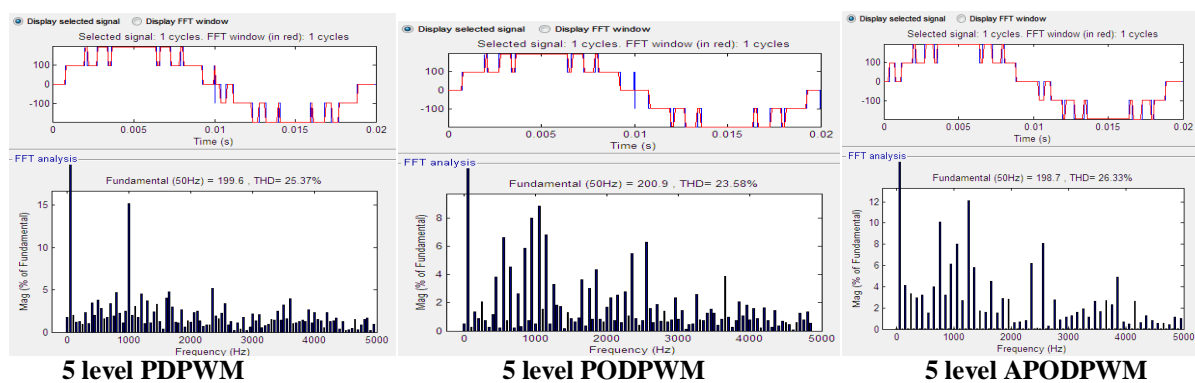 Display selected signal Display FFT window
Selected signal: 1 cycles. FFT window (in red): 1 cycles
100
0
-100
0 0.005 0.01 0.015 0.02
Time (s)
FFT analysis
Fundamental (50Hz) = 199.6 , THD= 25.37%
Mag (% of Fundamental)
15
10
5
0
0 1000 2000 3000 4000 5000
Frequency (Hz)
5 level PDPWM
Display selected signal Display FFT window
Selected signal: 1 cycles. FFT window (in red): 1 cycles
100
0
-100
0 0.005 0.01 0.015 0.02
Time (s)
FFT analysis
Fundamental (50Hz) = 200.9 , THD= 23.58%
Mag (% of Fundamental)
8
6
4
2
0
0 1000 2000 3000 4000 5000
Frequency (Hz)
5 level PODPWM
Display selected signal Display FFT window
Selected signal: 1 cycles. FFT window (in red): 1 cycles
100
0
-100
0 0.005 0.01 0.015 0.02
Time (s)
FFT analysis
Fundamental (50Hz) = 198.7 , THD= 26.33%
Mag (% of Fundamental)
12
10
8
6
4
2
0
0 1000 2000 3000 4000 5000
Frequency (Hz)
5 level APODPWM